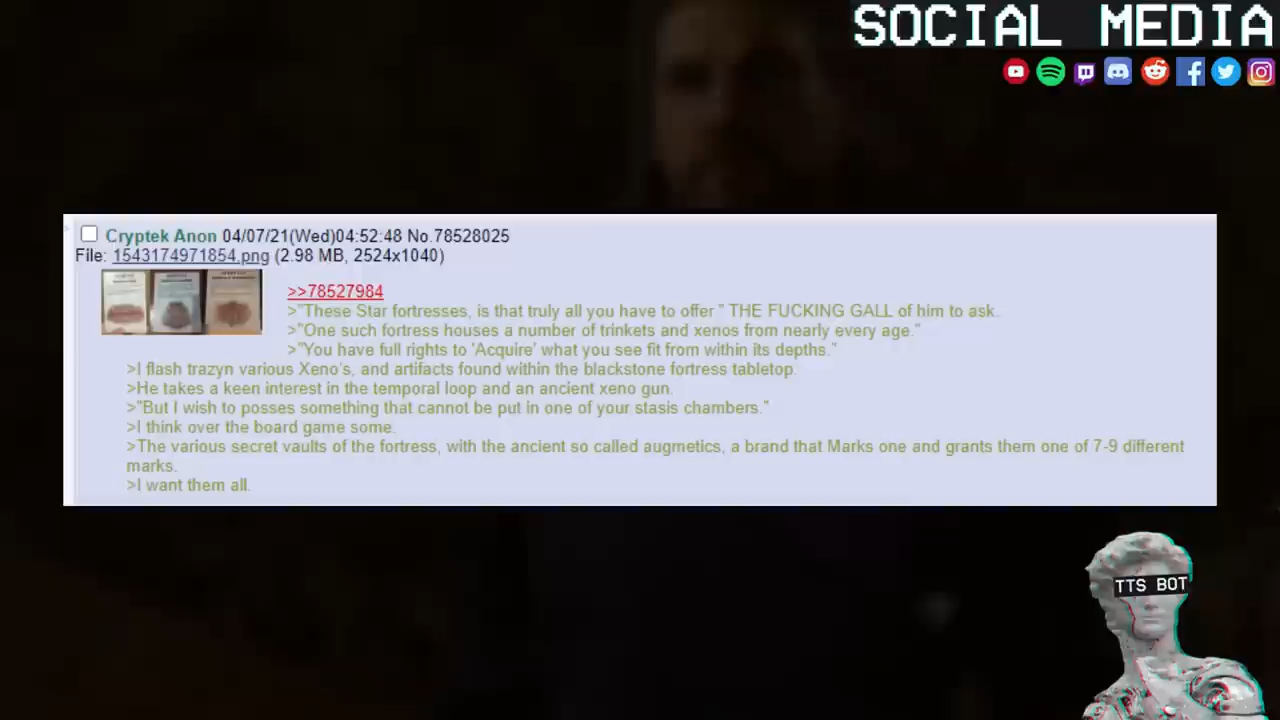 SOCIAL MEDIA
Cryptek Anon 04/07/21(Wed)04:52:48 No.78528025
File: 1543174971854.png (2.98 MB, 2524x1040)
>>78527984
>"These Star fortresses, is that truly all you have to offer " THE FUCKING GALL of him to ask.
>"One such fortress houses a number of trinkets and xenos from nearly every age."
>"You have full rights to 'Acquire' what you see fit from within its depths."
>I flash trazyn various Xeno's, and artifacts found within the blackstone fortress tabletop.
>He takes a keen interest in the temporal loop and an ancient xeno gun.
>"But I wish to posses something that cannot be put in one of your stasis chambers."
>I think over the board game some.
>The various secret vaults of the fortress, with the ancient so called augmetics, a brand that Marks one and grants them one of 7-9 different
marks.
>I want them all.
TTS BOT